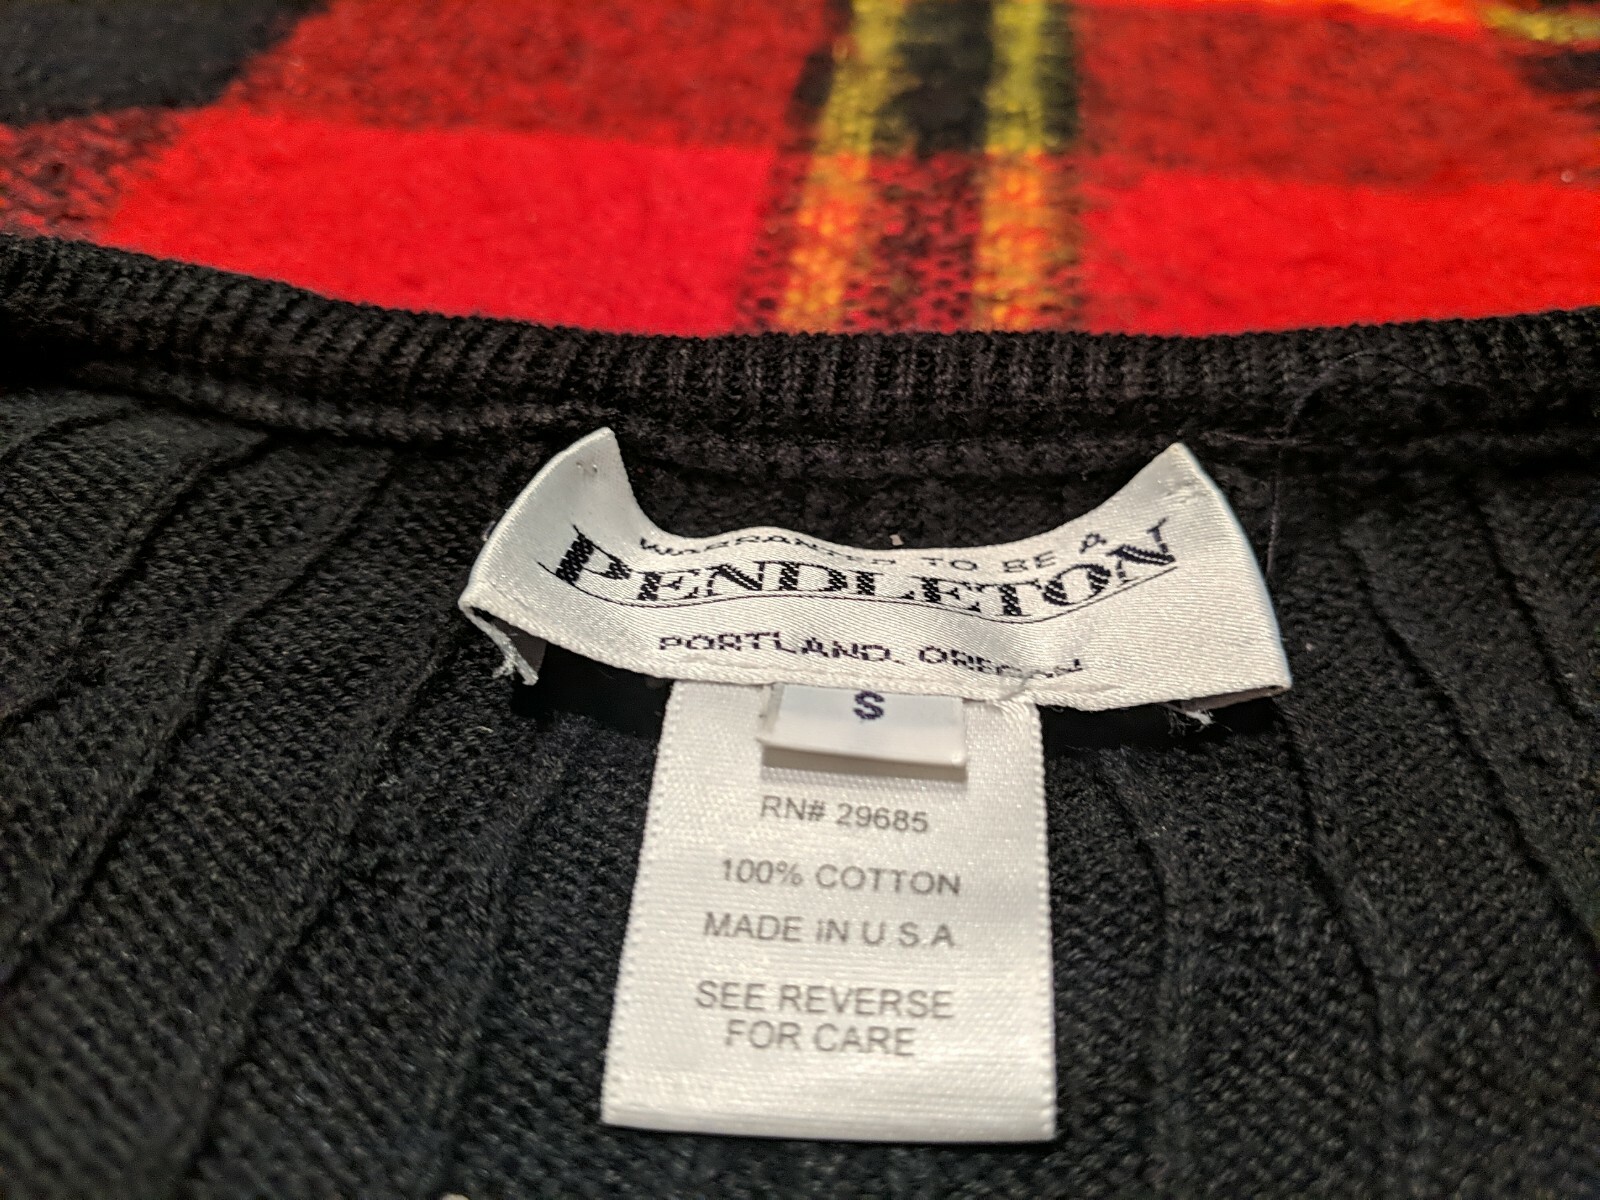 WARRANTED TO BE A
PENDLETON
PORTLAND, OREGON
S
RN# 29685
100% COTTON
MADE IN U S A
SEE REVERSE
FOR CARE